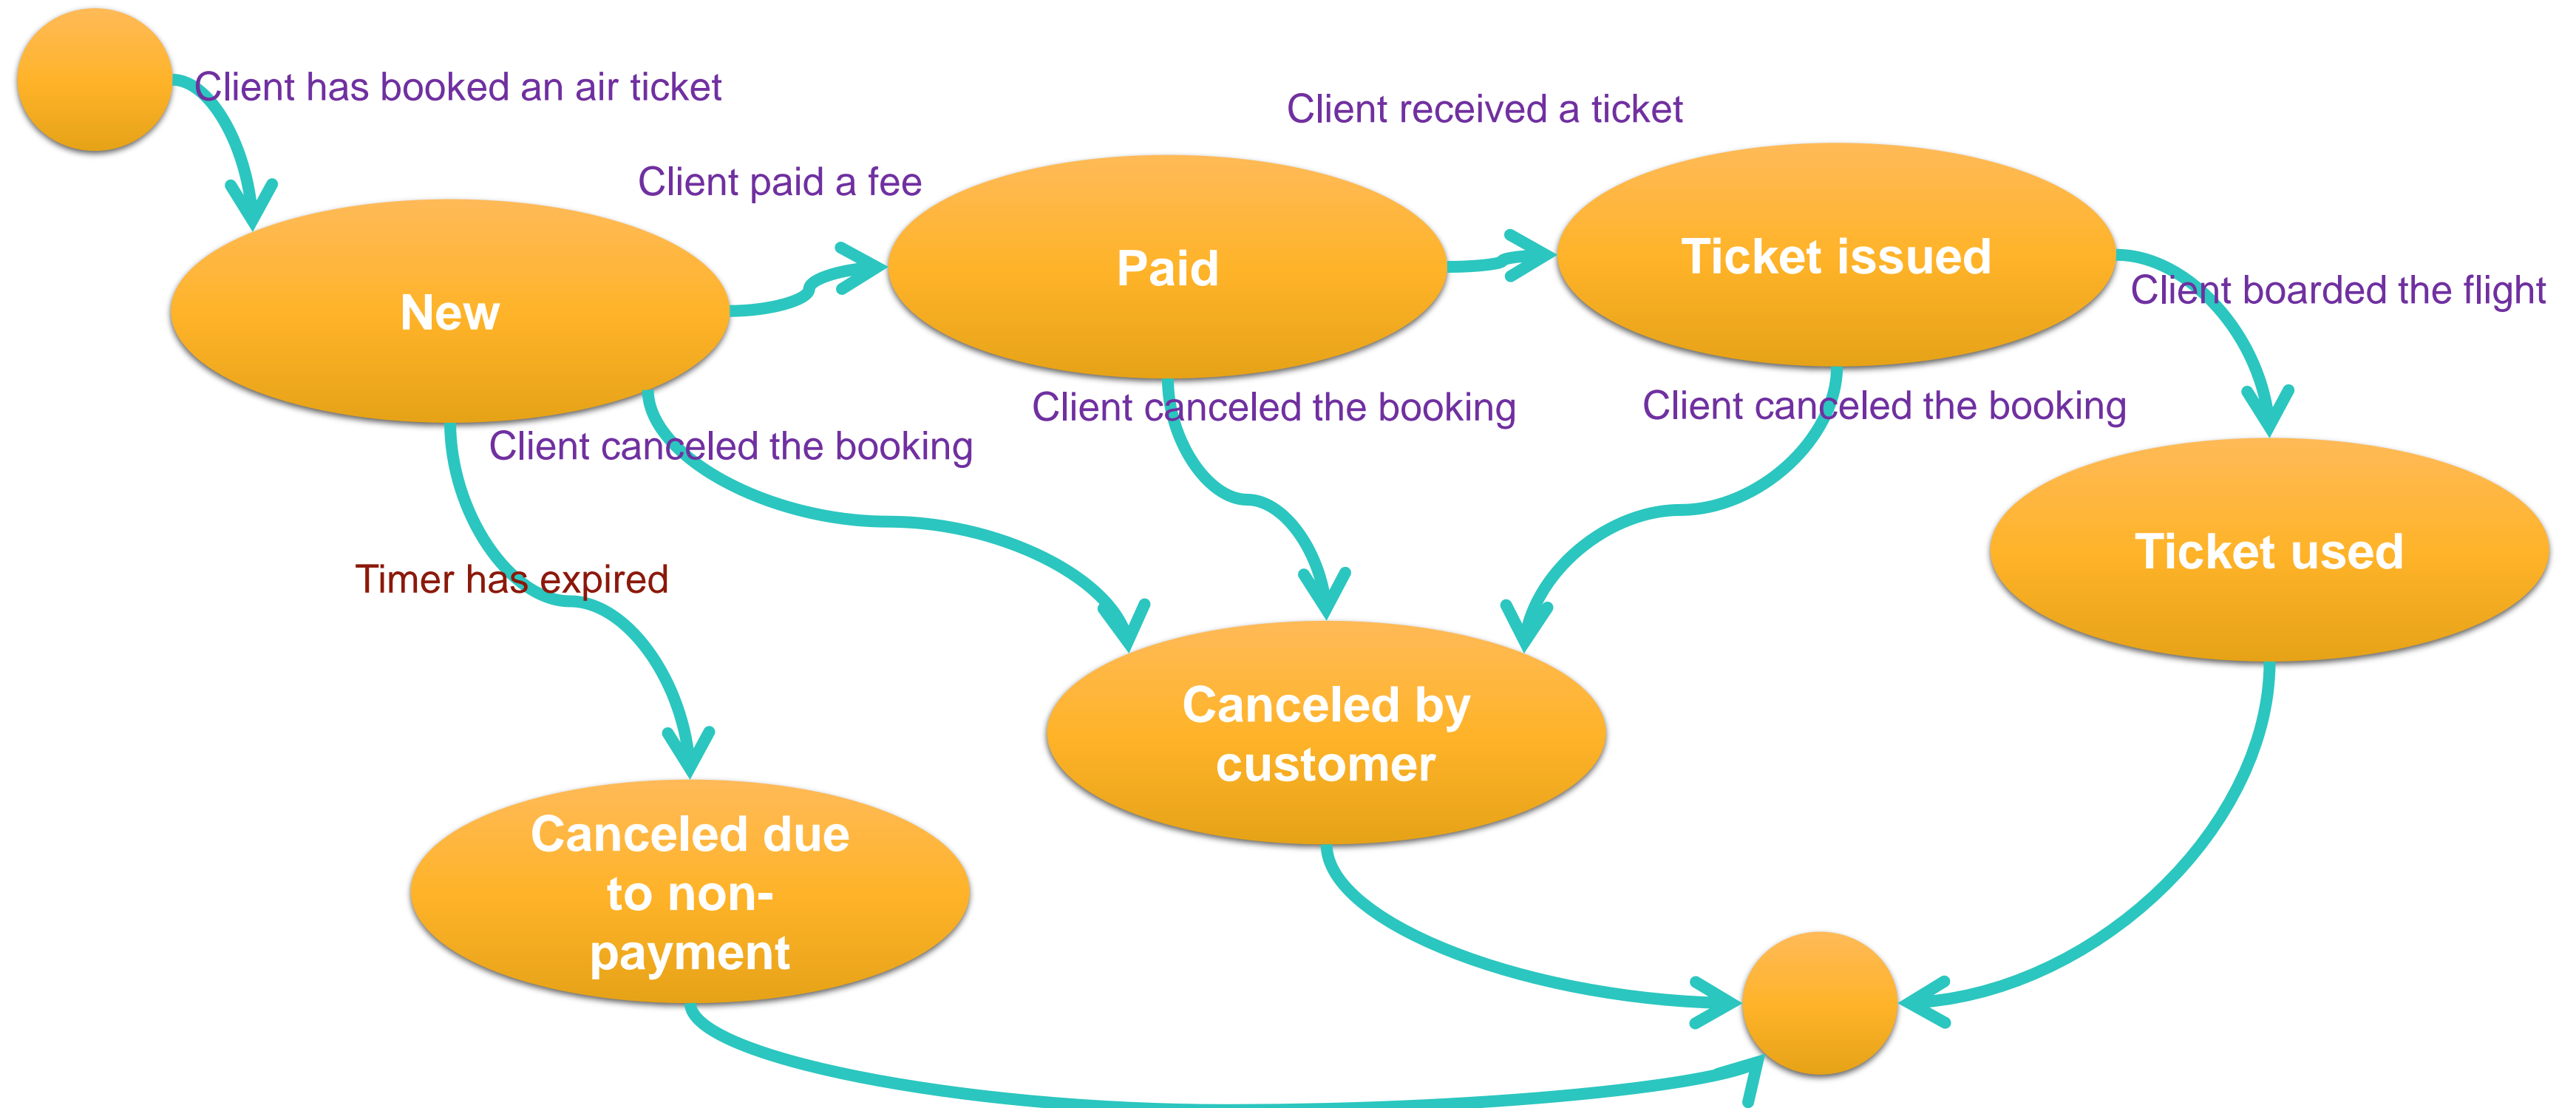 Client has booked an air ticket
Client received a ticket
Client paid a fee
Paid
Ticket issued
New
Client boarded the flight
Client canceled the booking
Client canceled the booking
Client canceled the booking
Ticket used
Timer has expired
Canceled by
customer
Canceled due
to non-
payment